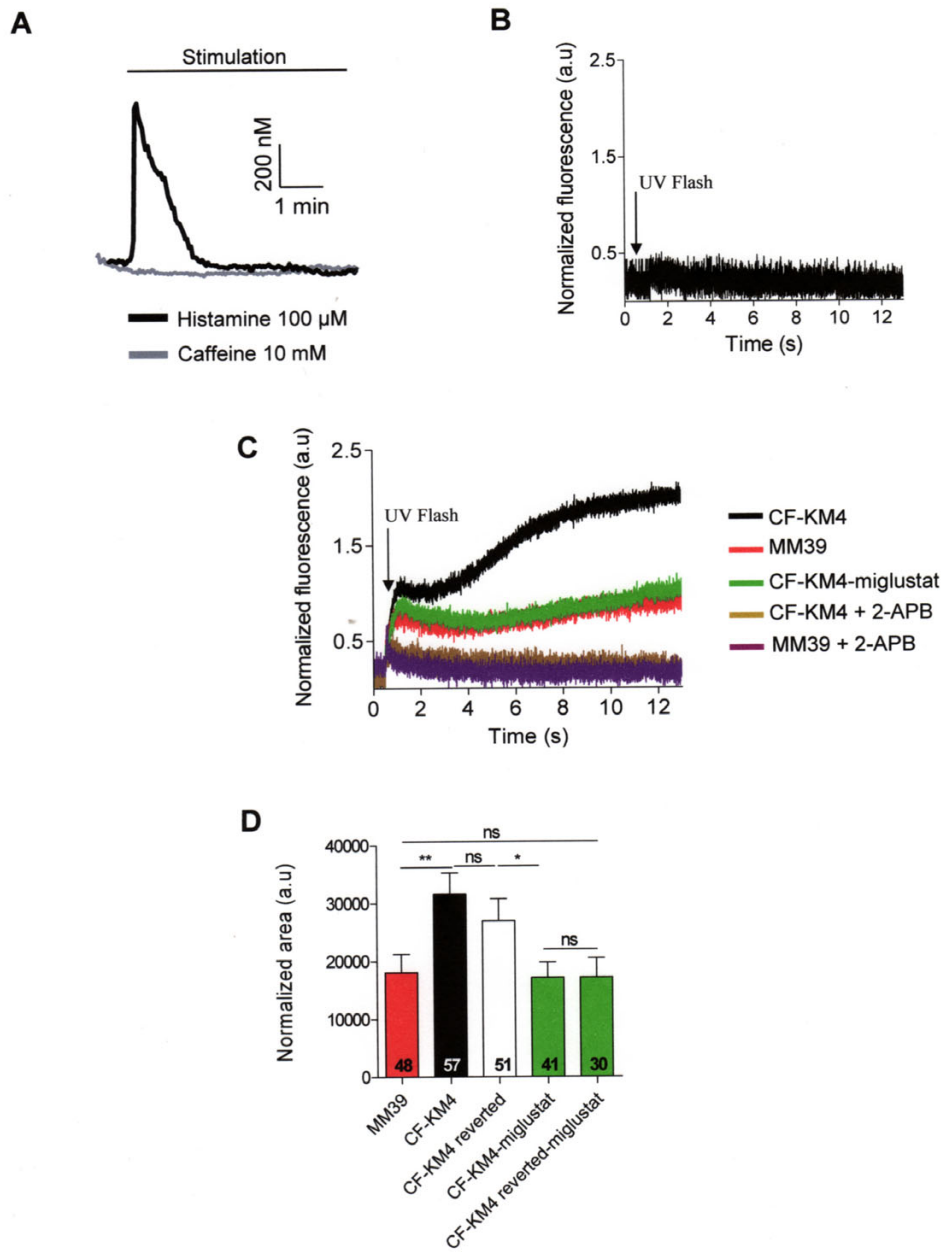 A
Stimulation
200 nM
1 min
Histamine 100 µM
Caffeine 10 mM
B
Normalized fluorescence (a.u)
2.5
1.5
0.5
UV Flash
0 2 4 6 8 10 12
Time (s)
C
Normalized fluorescence (a.u)
2.5
1.5
0.5
UV Flash
0 2 4 6 8 10 12
Time (s)
CF-KM4
MM39
CF-KM4-miglustat
CF-KM4 + 2-APB
MM39 + 2-APB
D
Normalized area (a.u)
40000
30000
20000
10000
0
ns
** ns *
ns
48 57 51 41 30
MM39
CF-KM4
CF-KM4 reverted
CF-KM4-miglustat
CF-KM4 reverted-miglustat